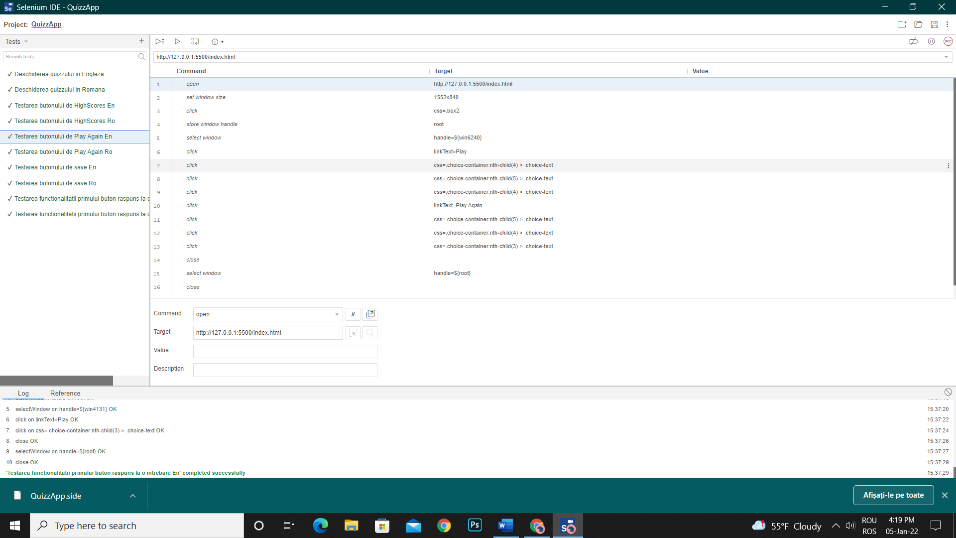 Selenium IDE - QuizzApp
Project: QuizzApp
Tests
Search tests...
✓ Deschiderea quizzului in Engleza
✓ Deschiderea quizzului in Romana
✓ Testarea butonului de HighScores En
✓ Testarea butonului de HighScores Ro
✓ Testarea butonului de Play Again En
✓ Testarea butonului de Play Again Ro
✓ Testarea butonului de save En
✓ Testarea butonului de save Ro
✓ Testarea functionalitatii primului buton raspuns la o
✓ Testarea functionalitatii primului buton raspuns la o
http://127.0.0.1:5500/index.html
Command Target Value
1 open http://127.0.0.1:5500/index.html
2 set window size 1552x840
3 click css=.box2
4 store window handle root
5 select window handle=${win6240}
6 click linkText=Play
7 click css=.choice-container:nth-child(4) > .choice-text
8 click css=.choice-container:nth-child(5) > .choice-text
9 click css=.choice-container:nth-child(4) > .choice-text
10 click linkText=Play Again
11 click css=.choice-container:nth-child(5) > .choice-text
12 click css=.choice-container:nth-child(4) > .choice-text
13 click css=.choice-container:nth-child(3) > .choice-text
14 close
15 select window handle=${root}
16 close
Command open //
Target http://127.0.0.1:5500/index.html
Value
Description
Log Reference
5. selectWindow on handle=${win4131} OK 15:37:20
6. click on linkText=Play OK 15:37:22
7. click on css=.choice-container:nth-child(3) > .choice-text OK 15:37:24
8. close OK 15:37:26
9. selectWindow on handle=${root} OK 15:37:27
10. close OK 15:37:29
'Testarea functionalitatii primului buton raspuns la o intrebare En' completed successfully 15:37:29
QuizzApp.side
Afișați-le pe toate
Type here to search
55°F Cloudy
ROU
ROS
4:19 PM
05-Jan-22